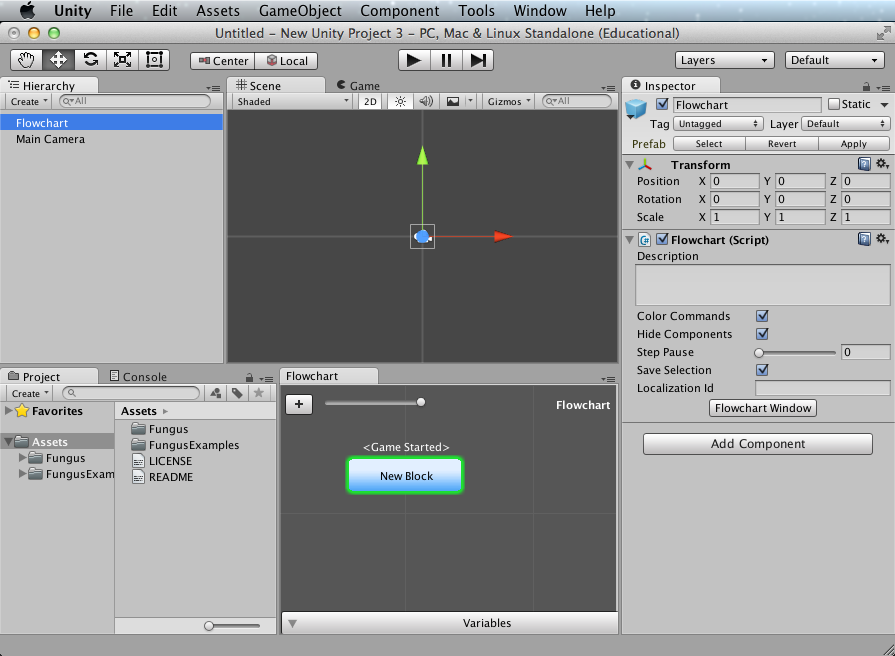 Unity File Edit Assets GameObject Component Tools Window Help
Untitled - New Unity Project 3 - PC, Mac & Linux Standalone (Educational)
Center Local Layers Default
Hierarchy
Create All
Flowchart
Main Camera
Scene Game
Shaded 2D Gizmos All
Inspector
Flowchart Static
Tag Untagged Layer Default
Prefab Select Revert Apply
Transform
Position X 0 Y 0 Z 0
Rotation X 0 Y 0 Z 0
Scale X 1 Y 1 Z 1
Flowchart (Script)
Description
Color Commands
Hide Components
Step Pause 0
Save Selection
Localization Id
Flowchart Window
Add Component
Project Console
Create
Favorites
Assets
Fungus
FungusExam
Assets
Fungus
FungusExamples
LICENSE
README
Flowchart
+ Flowchart
<Game Started>
New Block
Variables